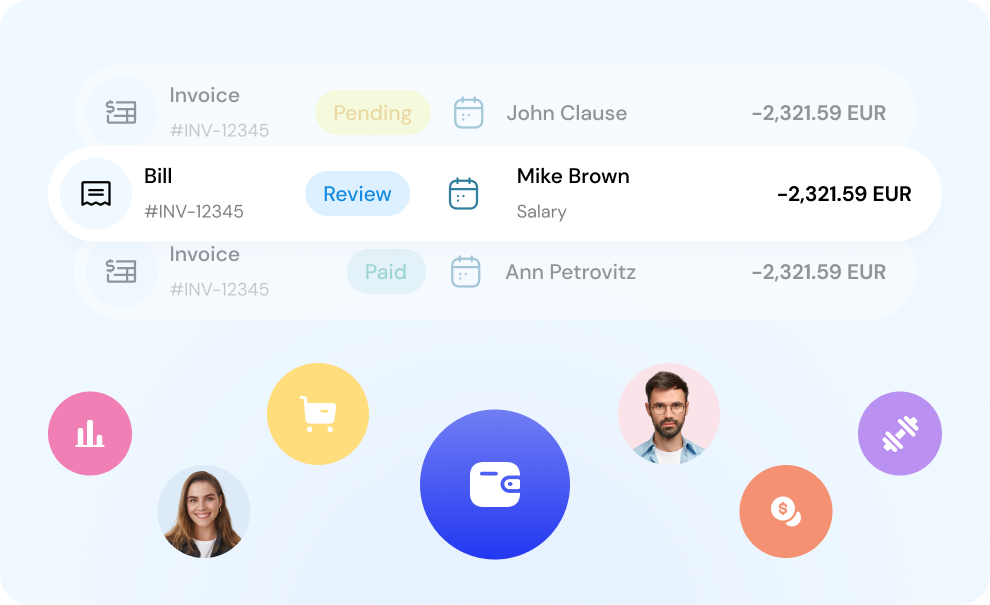 Invoice
#INV-12345
Pending
John Clause
-2,321.59 EUR
Bill
#INV-12345
Review
Mike Brown
Salary
-2,321.59 EUR
Invoice
#INV-12345
Paid
Ann Petrovitz
-2,321.59 EUR
$